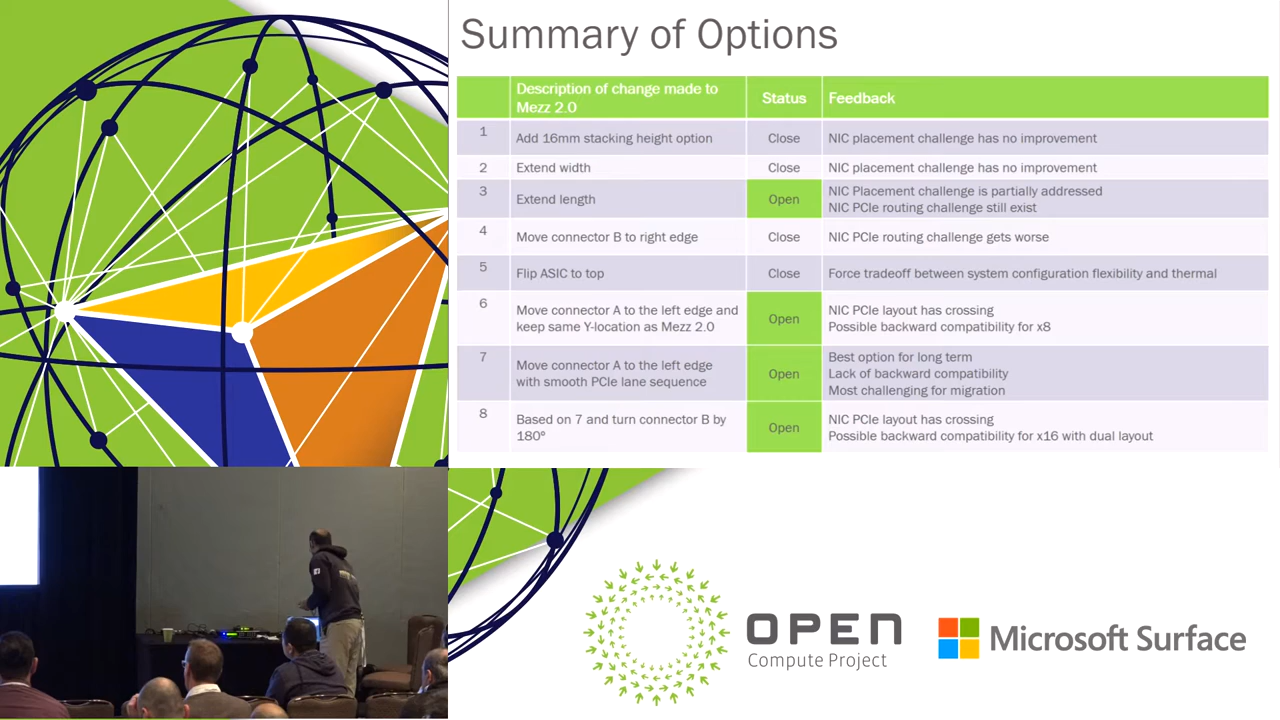 Summary of Options
Description of change made to
Mezz 2.0
Status
Feedback
1
Add 16mm stacking height option
Close
NIC placement challenge has no improvement
2
Extend width
Close
NIC placement challenge has no improvement
3
Extend length
Open
NIC Placement challenge is partially addressed
NIC PCIe routing challenge still exist
4
Move connector B to right edge
Close
NIC PCIe routing challenge gets worse
5
Flip ASIC to top
Close
Force tradeoff between system configuration flexibility and thermal
6
Move connector A to the left edge and
keep same Y-location as Mezz 2.0
Open
NIC PCIe layout has crossing
Possible backward compatibility for x8
7
Move connector A to the left edge
with smooth PCIe lane sequence
Open
Best option for long term
Lack of backward compatibility
Most challenging for migration
8
Based on 7 and turn connector B by
180º
Open
NIC PCIe layout has crossing
Possible backward compatibility for x16 with dual layout
OPEN
Compute Project
Microsoft Surface